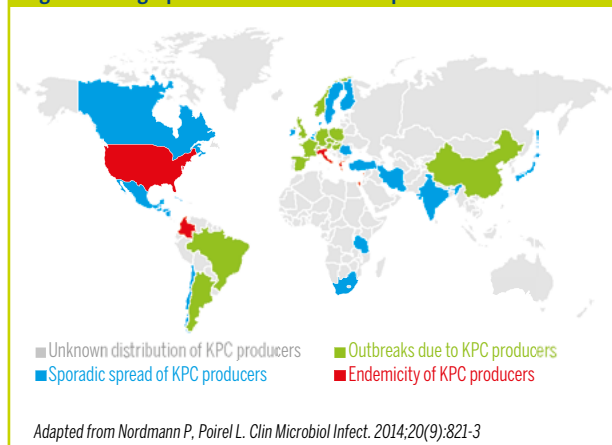 Unknown distribution of KPC producers
Outbreaks due to KPC producers
Sporadic spread of KPC producers
Endemicity of KPC producers
Adapted from Nordmann P, Poirel L. Clin Microbiol Infect. 2014;20(9):821-3